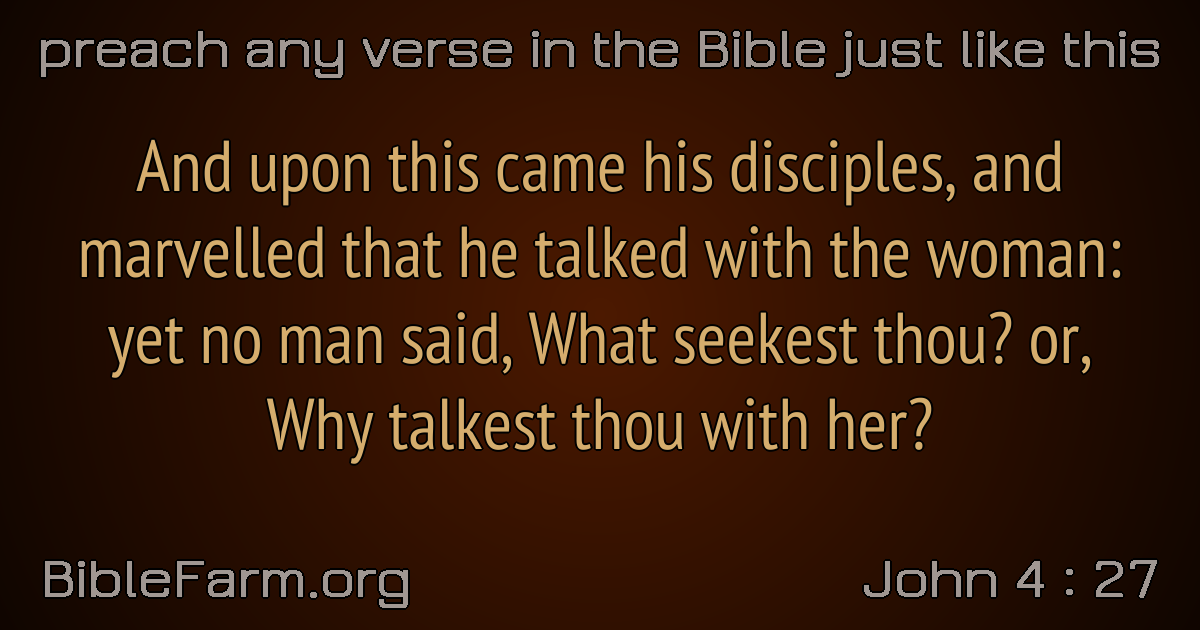 preach any verse in the Bible just like this
And upon this came his disciples, and
marvelled that he talked with the woman:
yet no man said, What seekest thou? or,
Why talkest thou with her?
BibleFarm.org
John 4 : 27